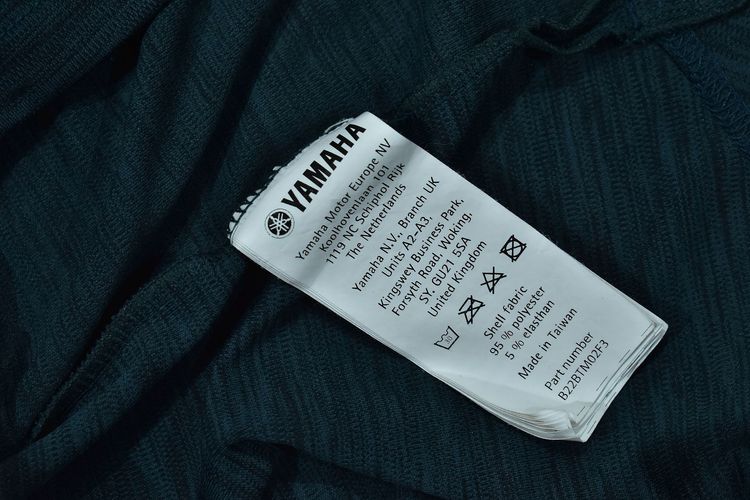 YAMAHA
Yamaha Motor Europe NV
Koolhovenlaan 101
1119 NC Schiphol Rijk
The Netherlands
Yamaha N.V., Branch UK
Units A2-A3,
Kingswey Business Park,
Forsyth Road, Woking,
SY. GU21 5SA
United Kingdom
Shell fabric
95 % polyester
5 % elasthan
Made in Taiwan
Part number
B22BTM02F3